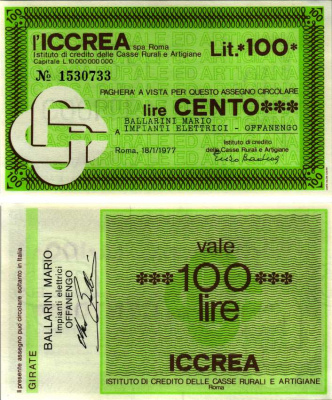 l'ICCREA spa Roma
Istituto di credito delle Casse Rurali e Artigiane
Capitale L.10.000.000.000
Lit.*100*
№ 1530733
PAGHERA' A VISTA PER QUESTO ASSEGNO CIRCOLARE
lire CENTO***
BALLARINI MARIO
A IMPIANTI ELETTRICI - OFFANENGO
Roma, 18/1/1977
Istituto di credito
delle Casse Rurali e Artigiane
Il presente assegno può circolare soltanto in Italia
GIRATE
BALLARINI MARIO
Impianti elettrici
OFFANENGO
vale
***100***
lire
ICCREA
ISTITUTO DI CREDITO DELLE CASSE RURALI E ARTIGIANE
Roma